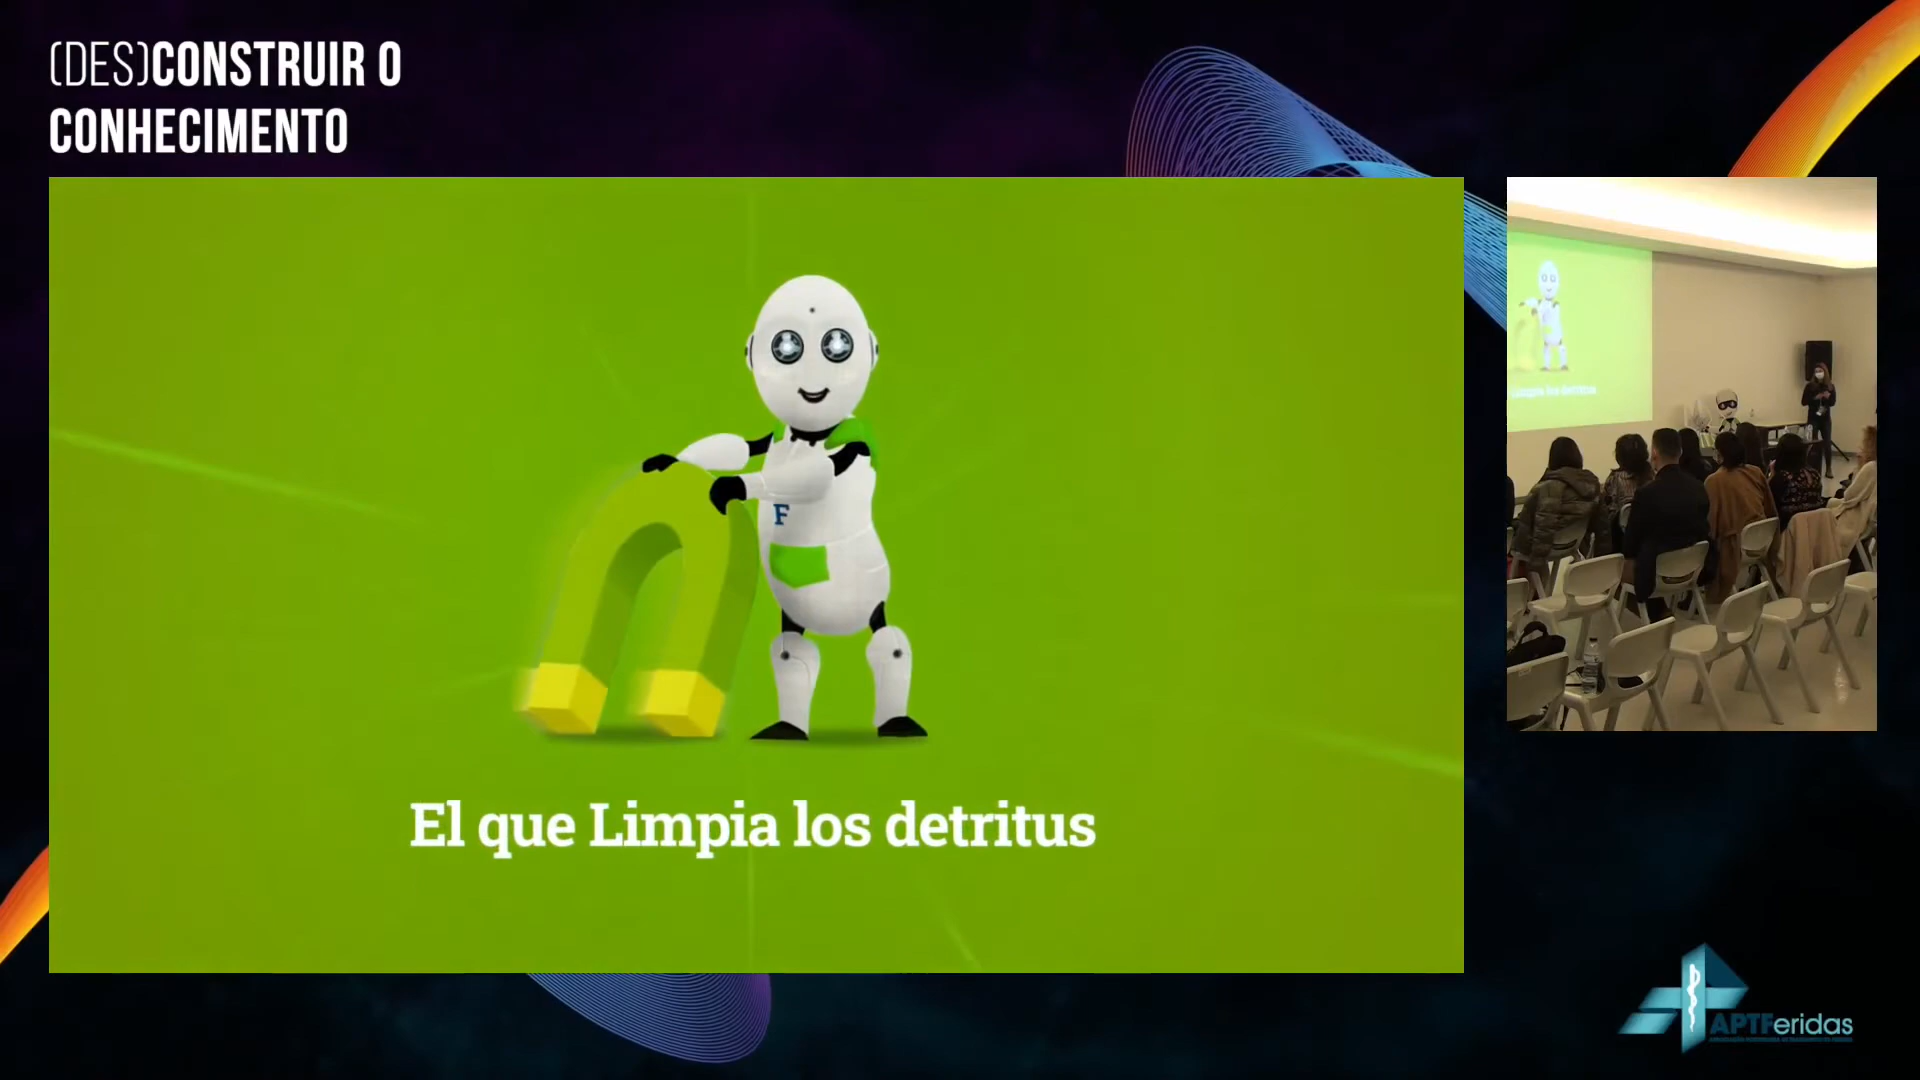 (DES)CONSTRUIR O
CONHECIMENTO
F
El que Limpia los detritus
APTFeridas